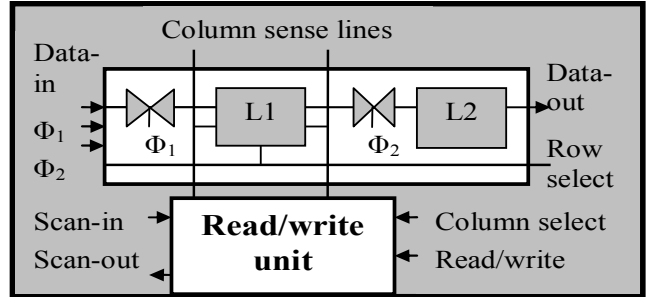 Column sense lines
Data-
in
Data-
out
L1
L2
Φ1
Φ1
Φ2
Φ2
Row
select
Scan-in
Read/write
unit
Column select
Scan-out
Read/write